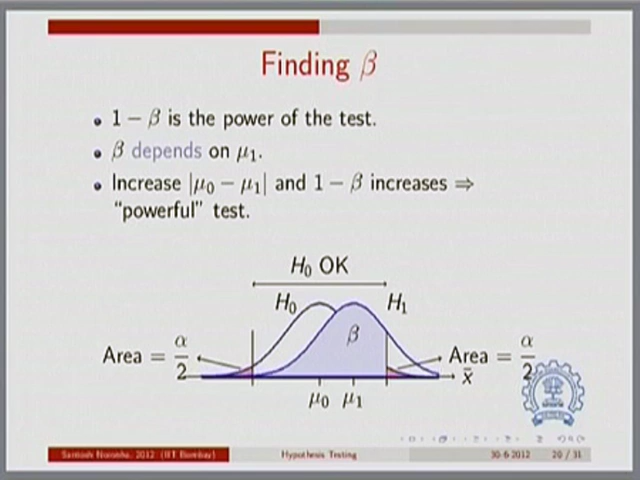 Finding β
• 1 − β is the power of the test.
• β depends on μ₁.
• Increase |μ₀ − μ₁| and 1 − β increases ⇒
"powerful" test.
H₀ OK
H₀ H₁
β
Area = α/2
Area = α/2
x̄
μ₀ μ₁
Santosh Noronha, 2012 (IIT Bombay) Hypothesis Testing 30-6-2012 20 / 31